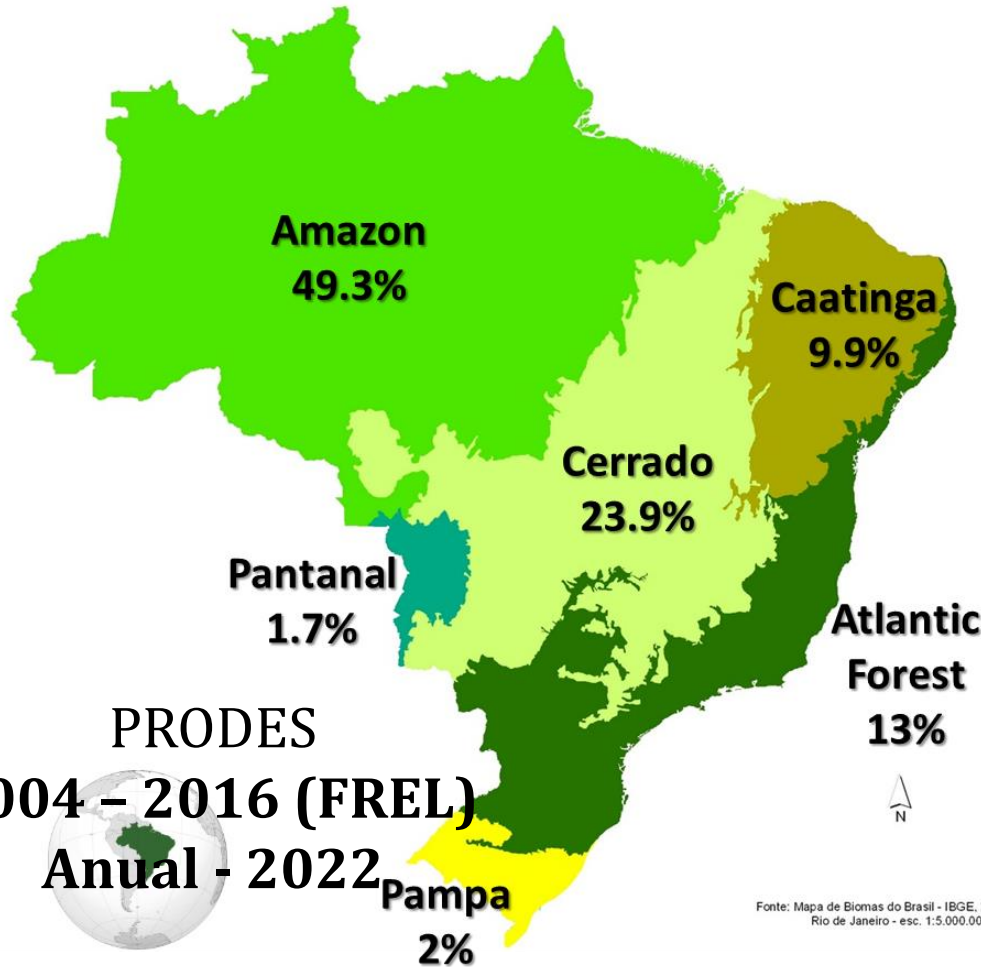 Amazon
49.3%
Caatinga
9.9%
Cerrado
23.9%
Pantanal
1.7%
Atlantic
Forest
13%
PRODES
004 – 2016 (FREL)
Anual - 2022
N
Pampa
2%
Fonte: Mapa de Biomas do Brasil - IBGE,
Rio de Janeiro - esc. 1:5.000.00